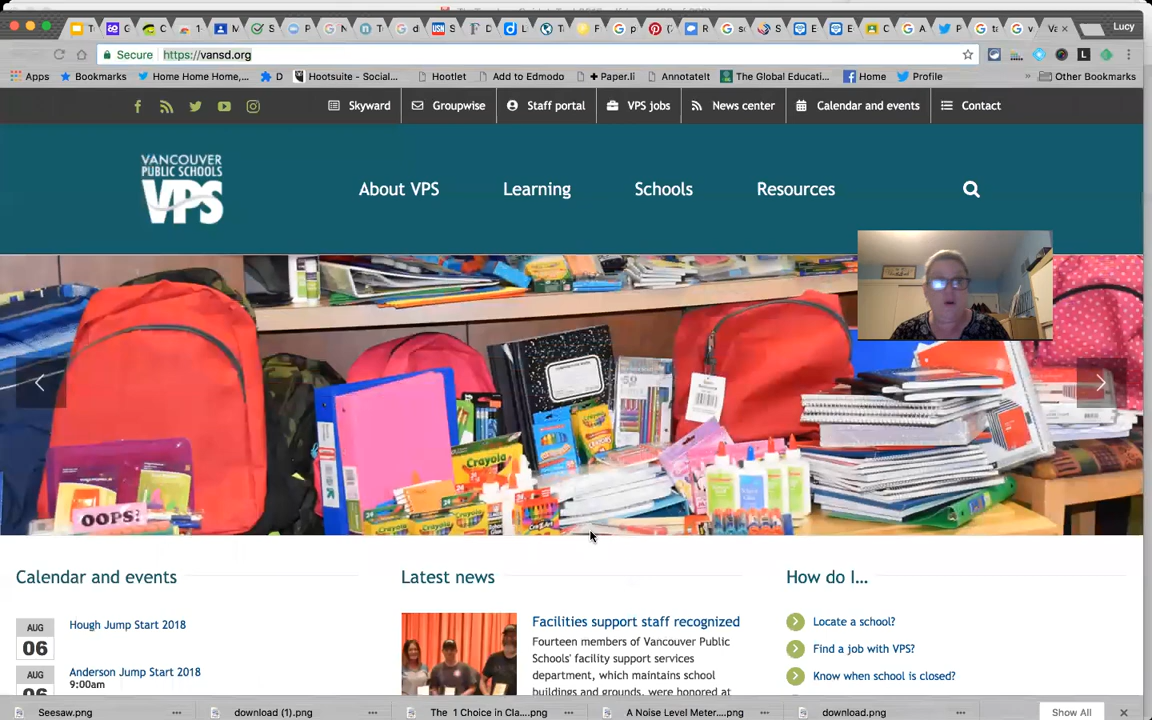 Lucy
Secure https://vansd.org
Apps Bookmarks Home Home Home,... D Hootsuite - Social... Hootlet Add to Edmodo + Paper.li AnnotateIt The Global Educati... Home Profile » Other Bookmarks
Skyward Groupwise Staff portal VPS jobs News center Calendar and events Contact
VANCOUVER
PUBLIC SCHOOLS
VPS
About VPS Learning Schools Resources
Crayola
OOPS?
Calendar and events
AUG
06
Hough Jump Start 2018
AUG
Anderson Jump Start 2018
9:00am
Latest news
Facilities support staff recognized
Fourteen members of Vancouver Public
Schools' facility support services
department, which maintains school
buildings and grounds, were honored at
How do I...
Locate a school?
Find a job with VPS?
Know when school is closed?
Seesaw.png download (1).png The 1 Choice in Cla....png A Noise Level Meter....png download.png Show All